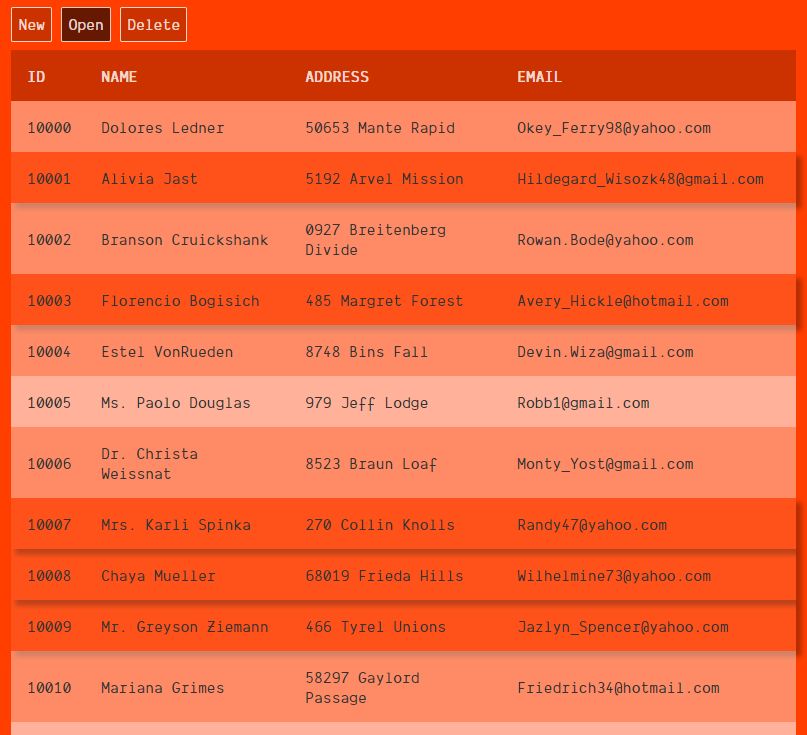 New Open Delete
ID NAME ADDRESS EMAIL
10000 Dolores Ledner 50653 Mante Rapid Okey_Ferry98@yahoo.com
10001 Alivia Jast 5192 Arvel Mission Hildegard_Wisozk48@gmail.com
10002 Branson Cruickshank 0927 Breitenberg
Divide Rowan.Bode@yahoo.com
10003 Florencio Bogisich 485 Margret Forest Avery_Hickle@hotmail.com
10004 Estel VonRueden 8748 Bins Fall Devin.Wiza@gmail.com
10005 Ms. Paolo Douglas 979 Jeff Lodge Robb1@gmail.com
10006 Dr. Christa
Weissnat 8523 Braun Loaf Monty_Yost@gmail.com
10007 Mrs. Karli Spinka 270 Collin Knolls Randy47@yahoo.com
10008 Chaya Mueller 68019 Frieda Hills Wilhelmine73@yahoo.com
10009 Mr. Greyson Ziemann 466 Tyrel Unions Jazlyn_Spencer@yahoo.com
10010 Mariana Grimes 58297 Gaylord
Passage Friedrich34@hotmail.com